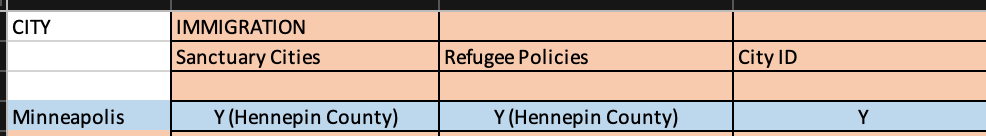 CITY IMMIGRATION
Sanctuary Cities Refugee Policies City ID
Minneapolis Y (Hennepin County) Y (Hennepin County) Y